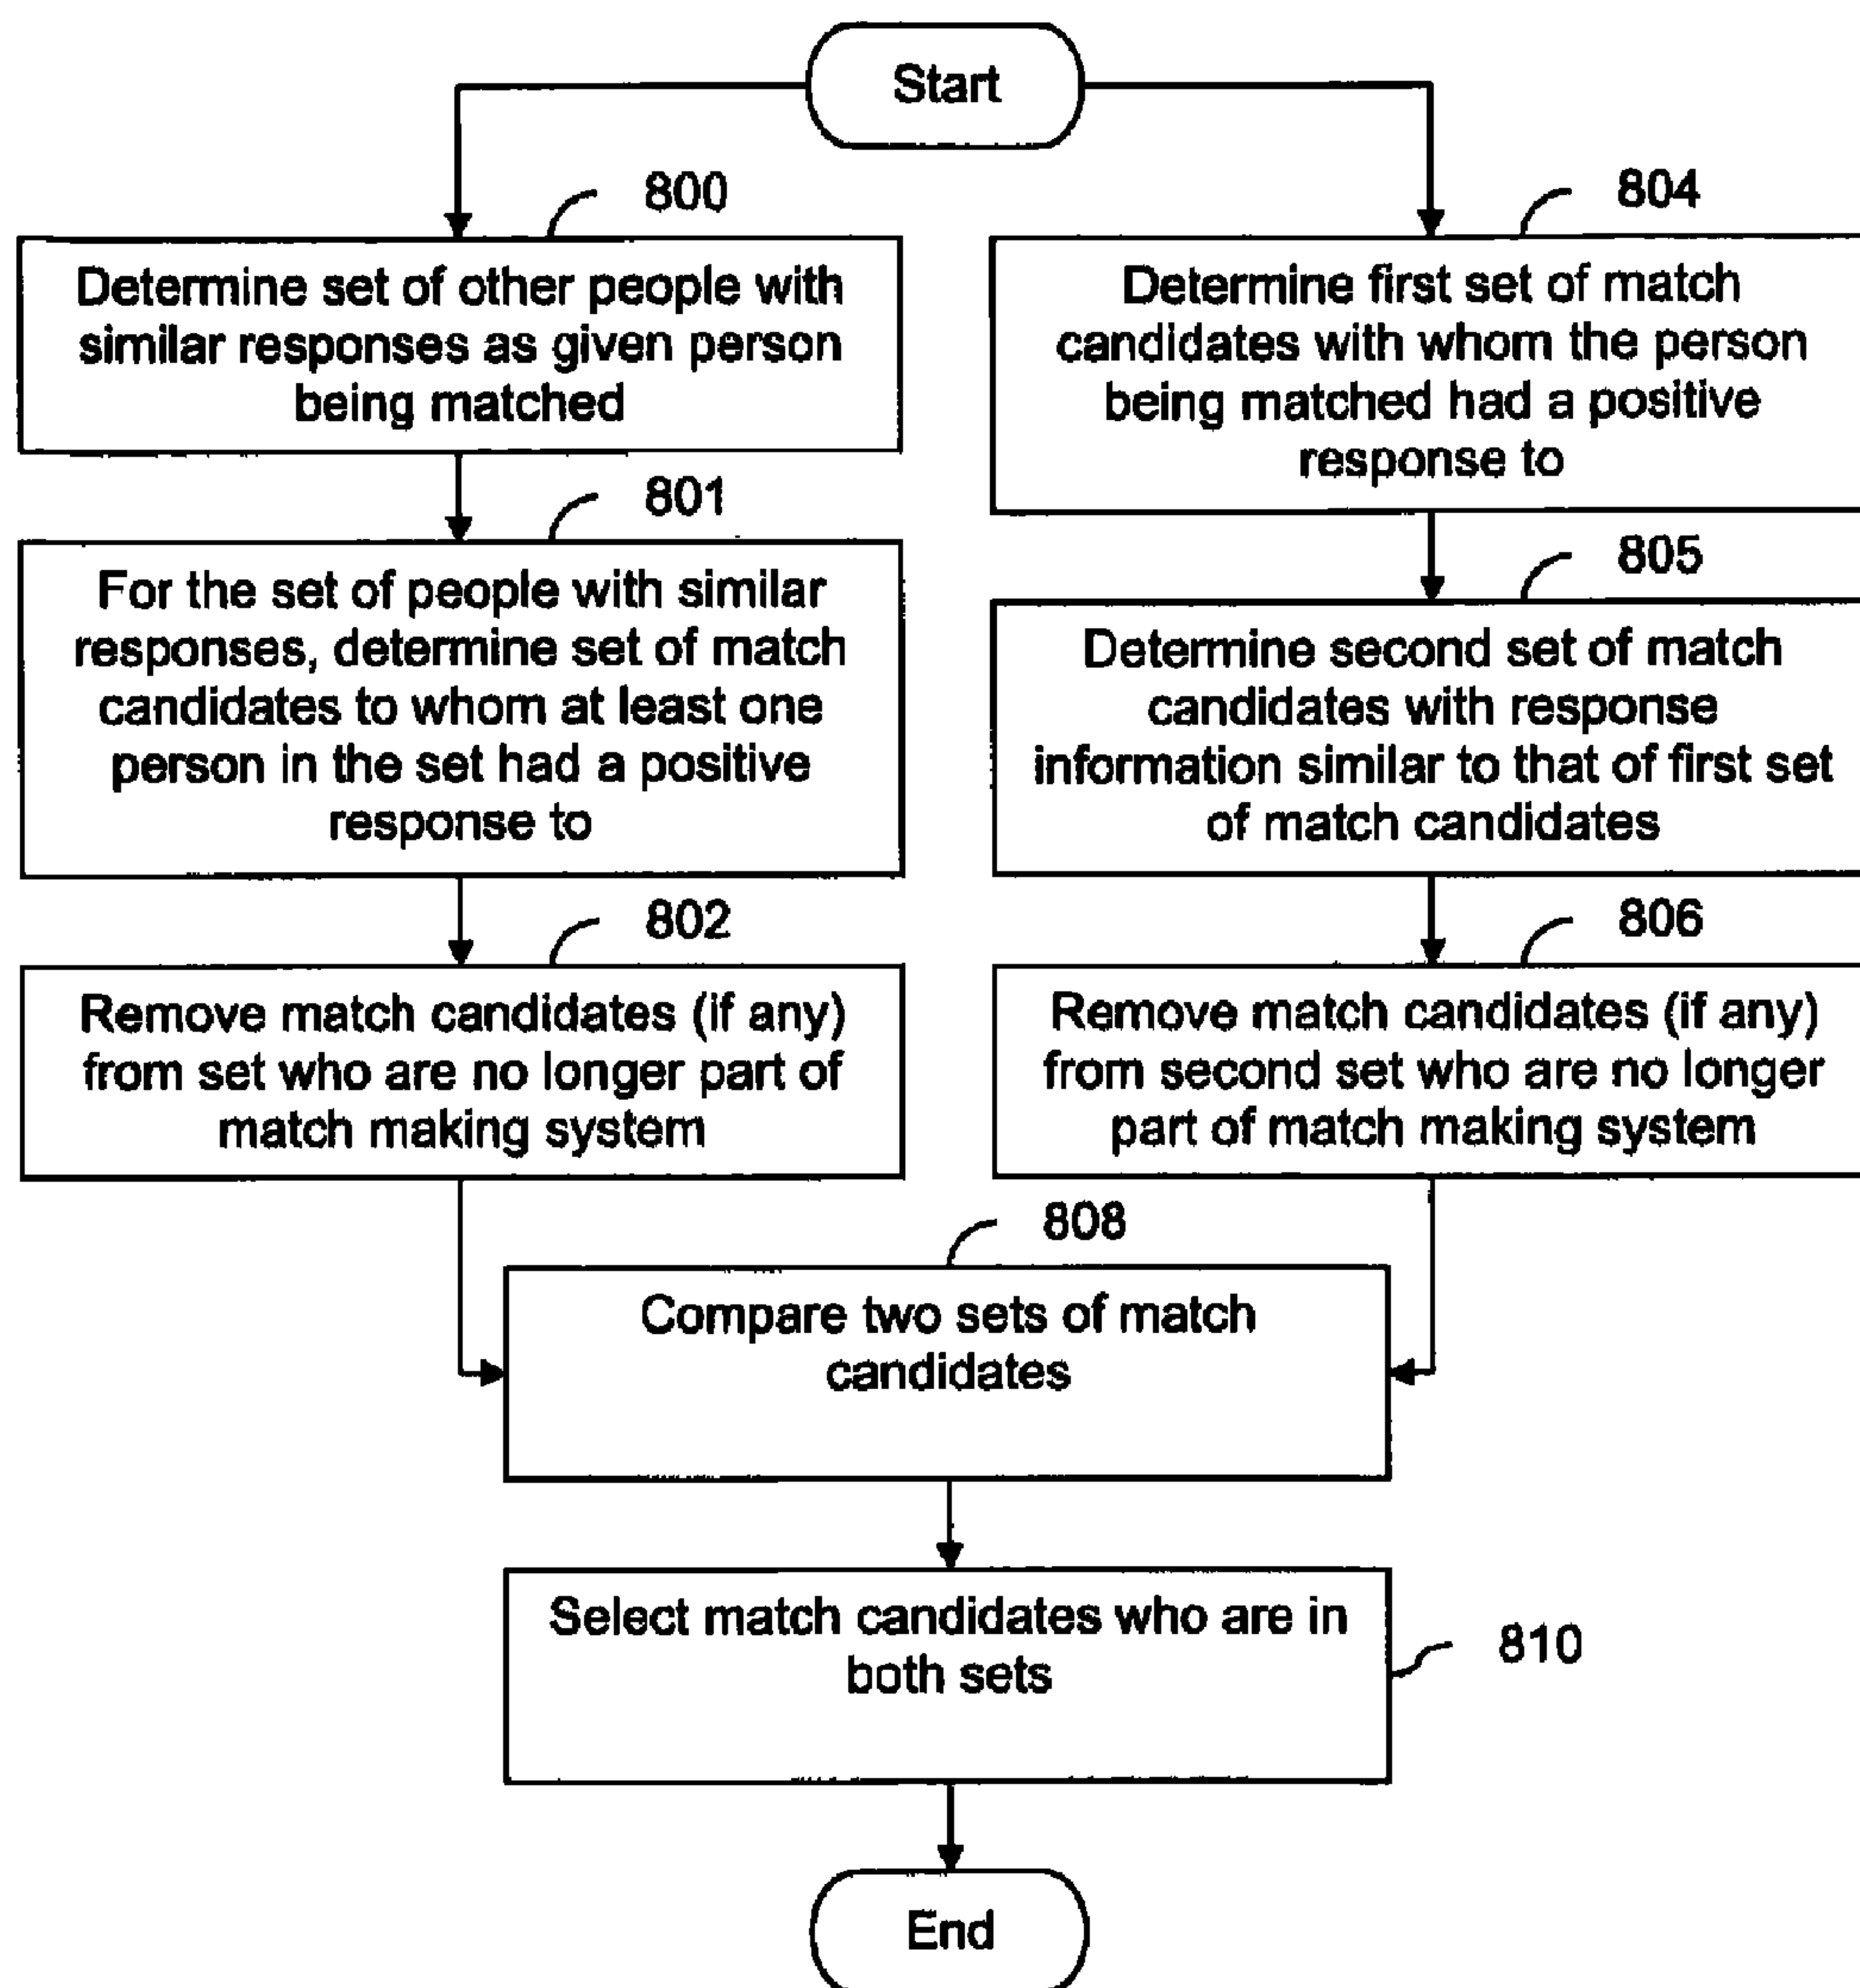 Start
800
Determine set of other people with
similar responses as given person
being matched
801
For the set of people with similar
responses, determine set of match
candidates to whom at least one
person in the set had a positive
response to
802
Remove match candidates (if any)
from set who are no longer part of
match making system
804
Determine first set of match
candidates with whom the person
being matched had a positive
response to
805
Determine second set of match
candidates with response
information similar to that of first set
of match candidates
806
Remove match candidates (if any)
from second set who are no longer
part of match making system
808
Compare two sets of match
candidates
Select match candidates who are in
both sets
810
End